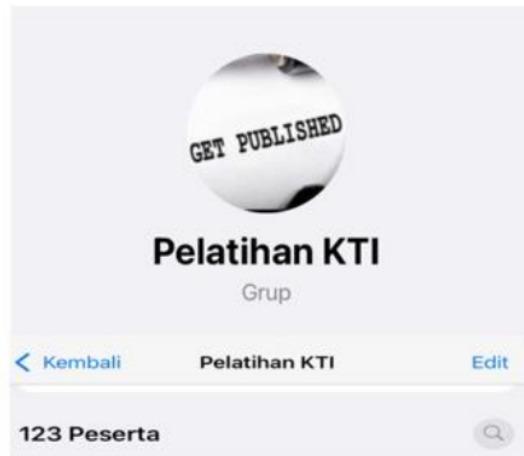 GET PUBLISHED
Pelatihan KTI
Grup
Kembali Pelatihan KTI Edit
123 Peserta